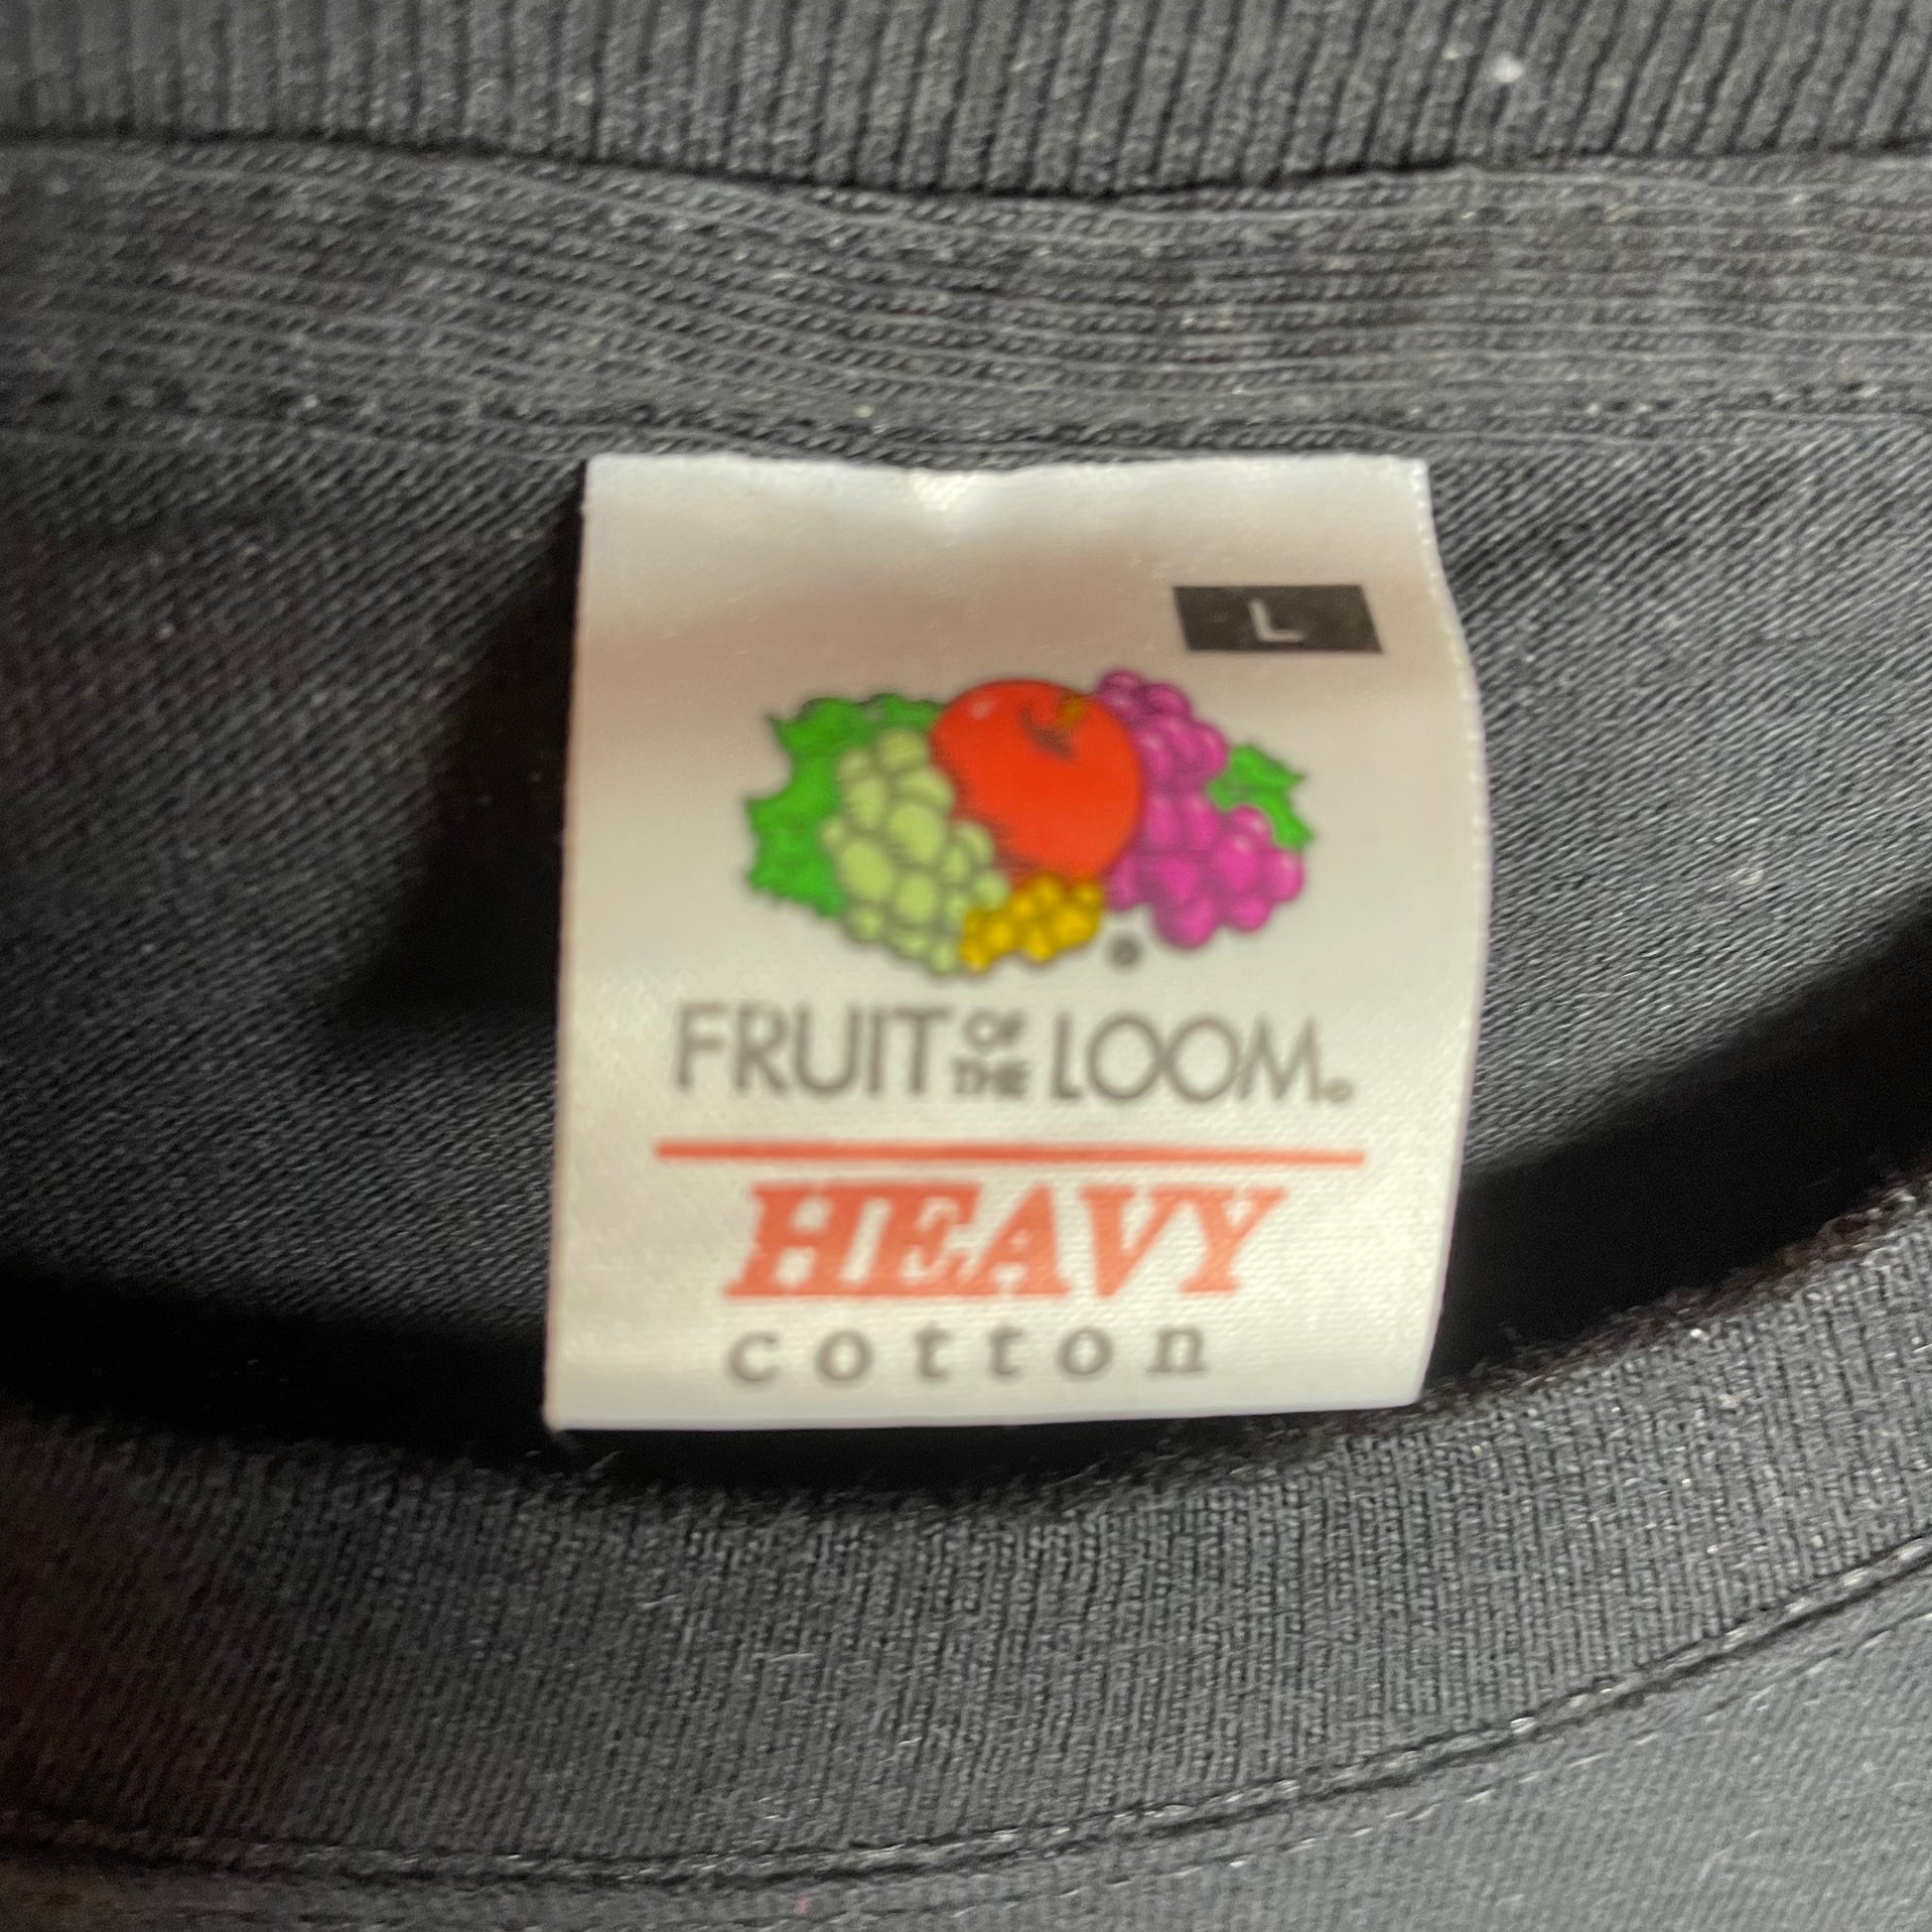 L
FRUIT OF THE LOOM®
HEAVY
cotton